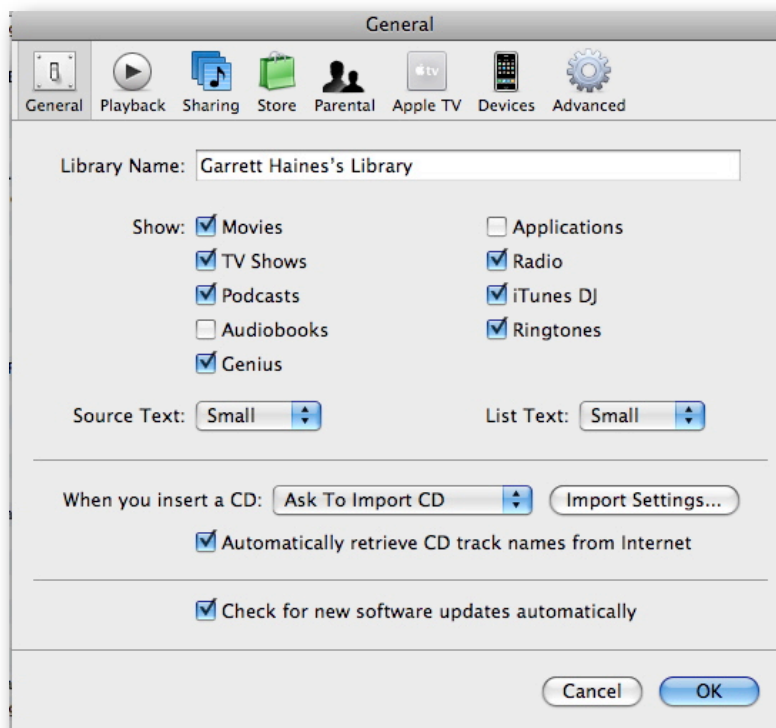 General
General Playback Sharing Store Parental Apple TV Devices Advanced
Library Name: Garrett Haines's Library
Show: Movies Applications
TV Shows Radio
Podcasts iTunes DJ
Audiobooks Ringtones
Genius
Source Text: Small List Text: Small
When you insert a CD: Ask To Import CD Import Settings...
Automatically retrieve CD track names from Internet
Check for new software updates automatically
Cancel OK